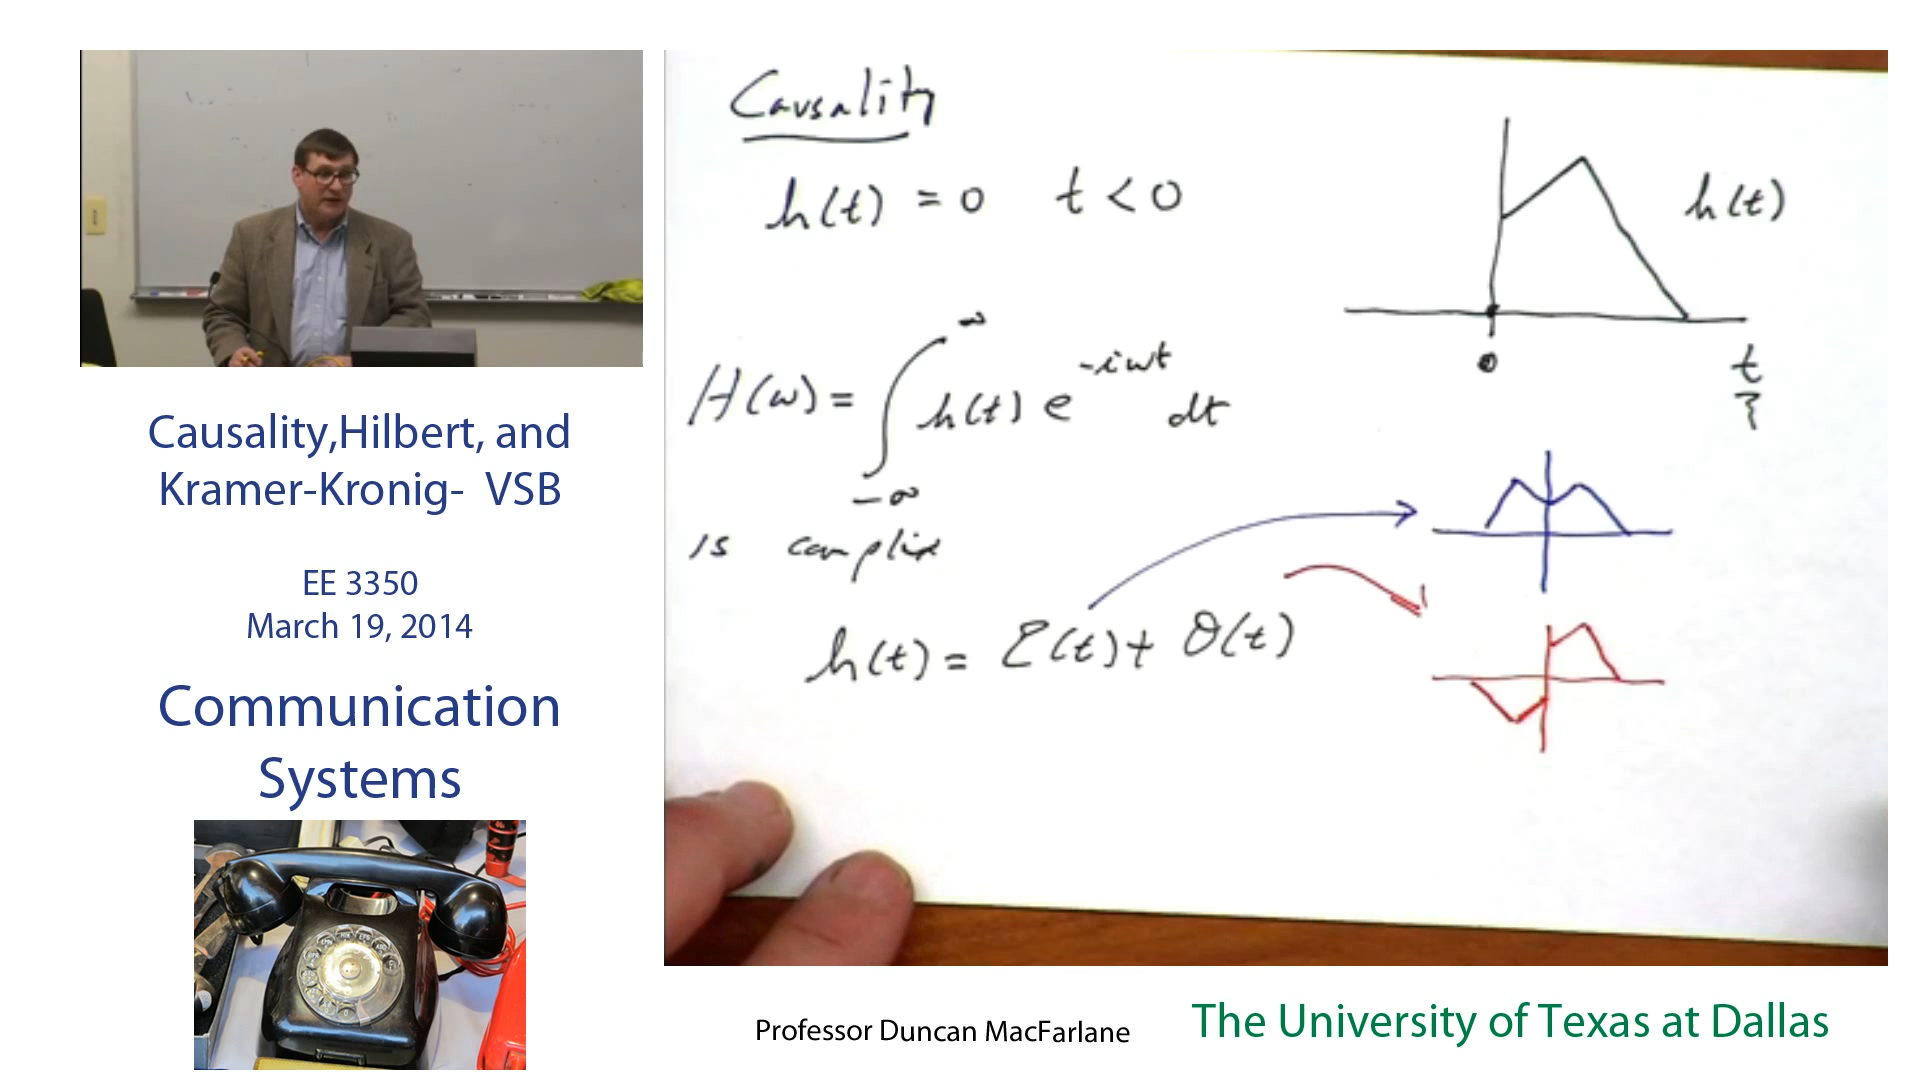 Causality
h(t) = 0 t < 0
h(t)
0
t
H(ω) = ∫ h(t) e^-iωt dt
∞
-∞
is complex
h(t) = E(t) + O(t)
Causality,Hilbert, and
Kramer-Kronig- VSB
EE 3350
March 19, 2014
Communication
Systems
Professor Duncan MacFarlane
The University of Texas at Dallas